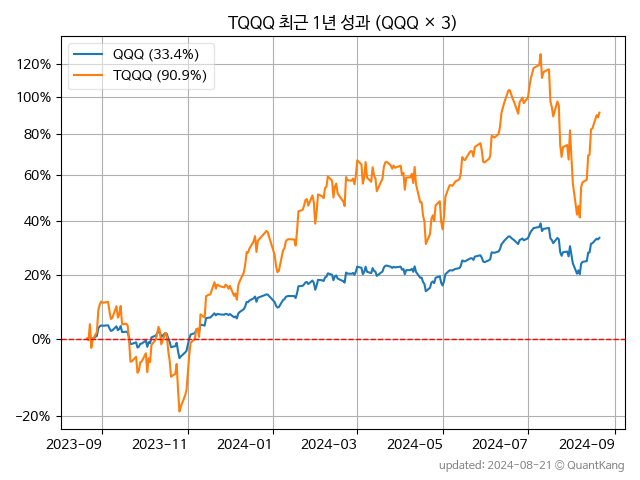 TQQQ 최근 1년 성과 (QQQ × 3)
QQQ (33.4%)
TQQQ (90.9%)
120%
100%
80%
60%
40%
20%
0%
−20%
2023-09 2023-11 2024-01 2024-03 2024-05 2024-07 2024-09
updated: 2024-08-21 © QuantKang